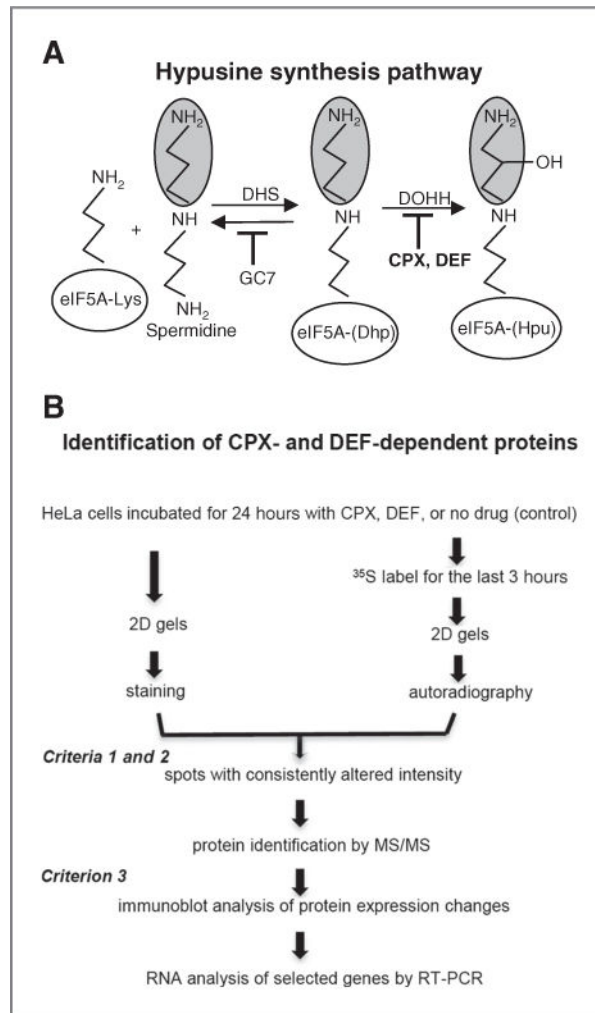 A
Hypusine synthesis pathway
NH₂
NH₂
NH₂
NH₂
OH
DHS
DOHH
+
NH
NH
NH
GC7
CPX, DEF
eIF5A-Lys
NH₂
Spermidine
eIF5A-(Dhp)
eIF5A-(Hpu)
B
Identification of CPX- and DEF-dependent proteins
HeLa cells incubated for 24 hours with CPX, DEF, or no drug (control)
³⁵S label for the last 3 hours
2D gels
2D gels
staining
autoradiography
Criteria 1 and 2
spots with consistently altered intensity
protein identification by MS/MS
Criterion 3
immunoblot analysis of protein expression changes
RNA analysis of selected genes by RT-PCR